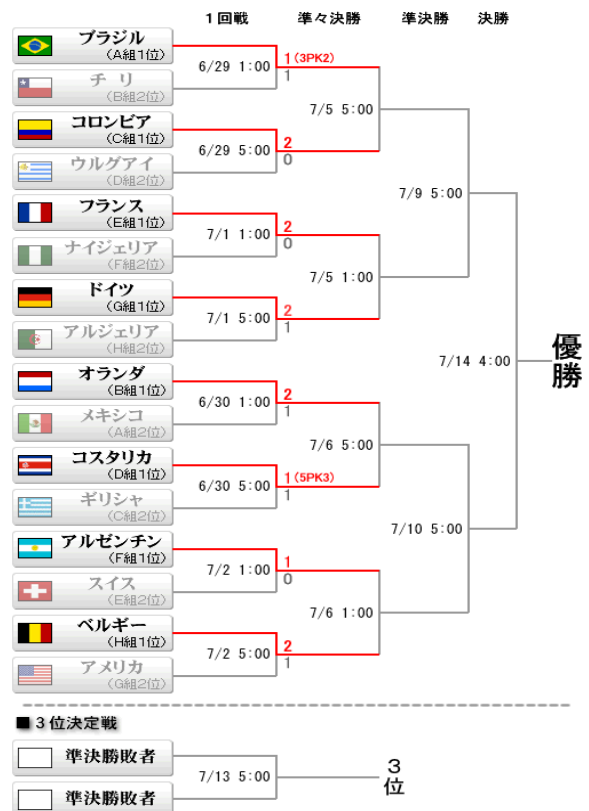 1回戦 準々決勝 準決勝 決勝
ブラジル
(A組1位)
6/29 1:00
1(3PK2)
1
チリ
(B組2位)
7/5 5:00
コロンビア
(C組1位)
6/29 5:00
2
0
ウルグアイ
(D組2位)
7/9 5:00
フランス
(E組1位)
7/1 1:00
2
0
ナイジェリア
(F組2位)
7/5 1:00
ドイツ
(G組1位)
7/1 5:00
2
1
アルジェリア
(H組2位)
7/14 4:00
優勝
オランダ
(B組1位)
6/30 1:00
2
1
メキシコ
(A組2位)
7/6 5:00
コスタリカ
(D組1位)
6/30 5:00
1(5PK3)
1
ギリシャ
(C組2位)
7/10 5:00
アルゼンチン
(F組1位)
7/2 1:00
1
0
スイス
(E組2位)
7/6 1:00
ベルギー
(H組1位)
7/2 5:00
2
1
アメリカ
(G組2位)
■3位決定戦
準決勝敗者
7/13 5:00
3位
準決勝敗者